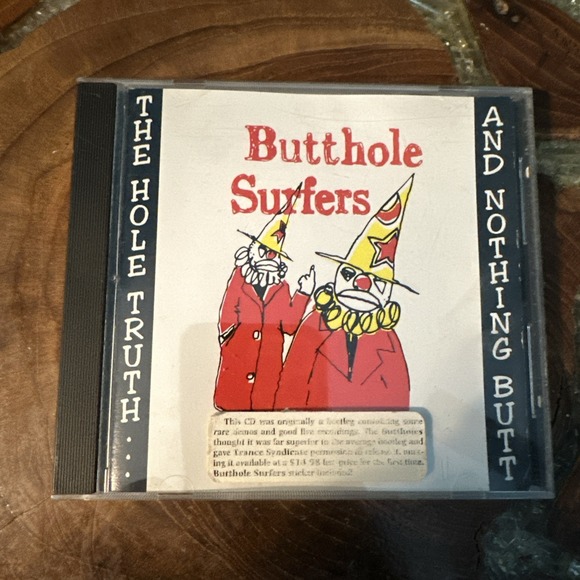 THE HOLE TRUTH...
Butthole
Surfers
AND NOTHING BUTT
This CD was originally a bootleg containing some
rare demos and good live recordings. The Buttholes
thought it was far superior to the average bootleg and
gave Trance Syndicate permission to release it, mak-
ing it available at a $14.98 list price for the first time.
Butthole Surfers sticker